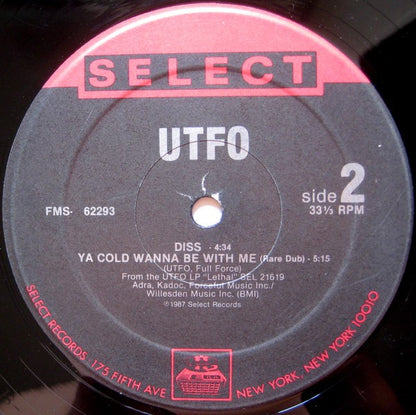 SELECT
UTFO
FMS- 62293
side 2
33⅓ RPM
DISS - 4:34
YA COLD WANNA BE WITH ME (Rare Dub) - 5:15
(UTFO, Full Force)
From the UTFO LP "Lethal" SEL 21619
Adra, Kadoc, Forceful Music Inc./
Willesden Music Inc. (BMI)
℗1987 Select Records
SELECT RECORDS, 175 FIFTH AVE NEW YORK, NEW YORK 10010